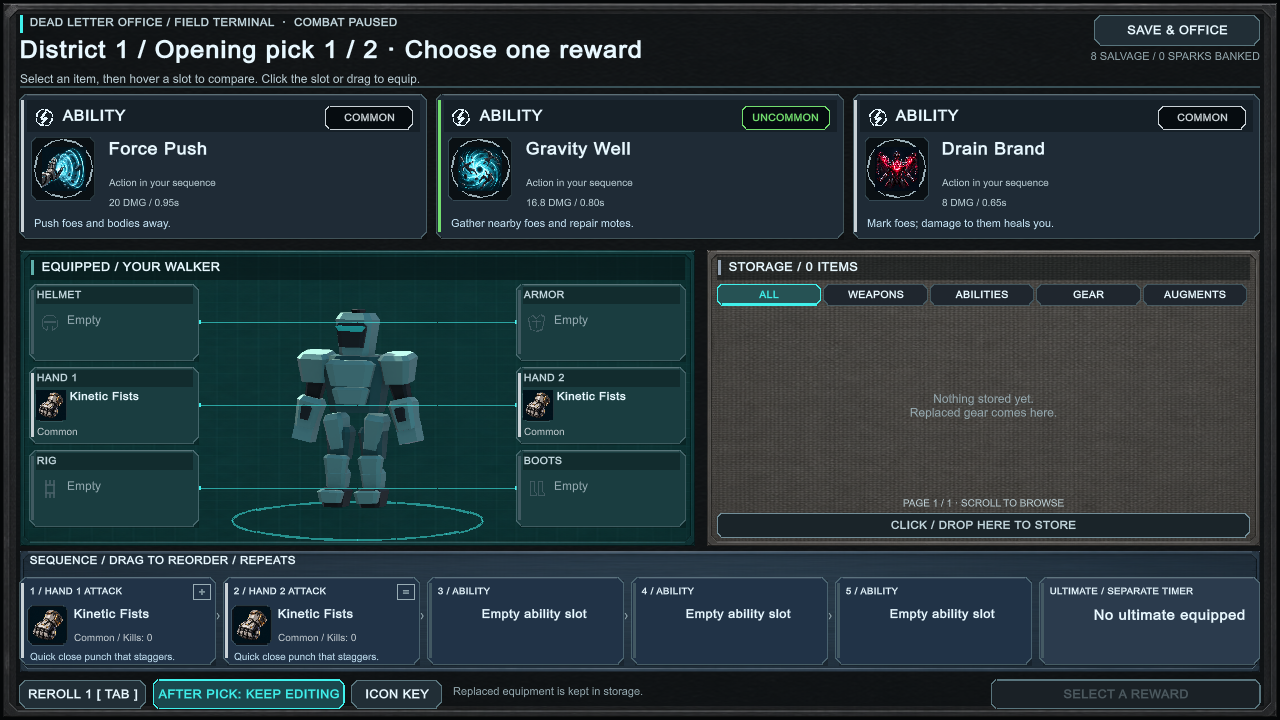 DEAD LETTER OFFICE / FIELD TERMINAL · COMBAT PAUSED
District 1 / Opening pick 1 / 2 · Choose one reward
Select an item, then hover a slot to compare. Click the slot or drag to equip.
SAVE & OFFICE
8 SALVAGE / 0 SPARKS BANKED
ABILITY
COMMON
Force Push
Action in your sequence
20 DMG / 0.95s
Push foes and bodies away.
ABILITY
UNCOMMON
Gravity Well
Action in your sequence
16.8 DMG / 0.80s
Gather nearby foes and repair motes.
ABILITY
COMMON
Drain Brand
Action in your sequence
8 DMG / 0.65s
Mark foes; damage to them heals you.
EQUIPPED / YOUR WALKER
HELMET
Empty
ARMOR
Empty
HAND 1
Kinetic Fists
Common
HAND 2
Kinetic Fists
Common
RIG
Empty
BOOTS
Empty
STORAGE / 0 ITEMS
ALL
WEAPONS
ABILITIES
GEAR
AUGMENTS
Nothing stored yet.
Replaced gear comes here.
PAGE 1 / 1 · SCROLL TO BROWSE
CLICK / DROP HERE TO STORE
SEQUENCE / DRAG TO REORDER / REPEATS
1 / HAND 1 ATTACK
+
Kinetic Fists
Common / Kills: 0
Quick close punch that staggers.
2 / HAND 2 ATTACK
=
Kinetic Fists
Common / Kills: 0
Quick close punch that staggers.
3 / ABILITY
Empty ability slot
4 / ABILITY
Empty ability slot
5 / ABILITY
Empty ability slot
ULTIMATE / SEPARATE TIMER
No ultimate equipped
REROLL 1 [ TAB ]
AFTER PICK: KEEP EDITING
ICON KEY
Replaced equipment is kept in storage.
SELECT A REWARD